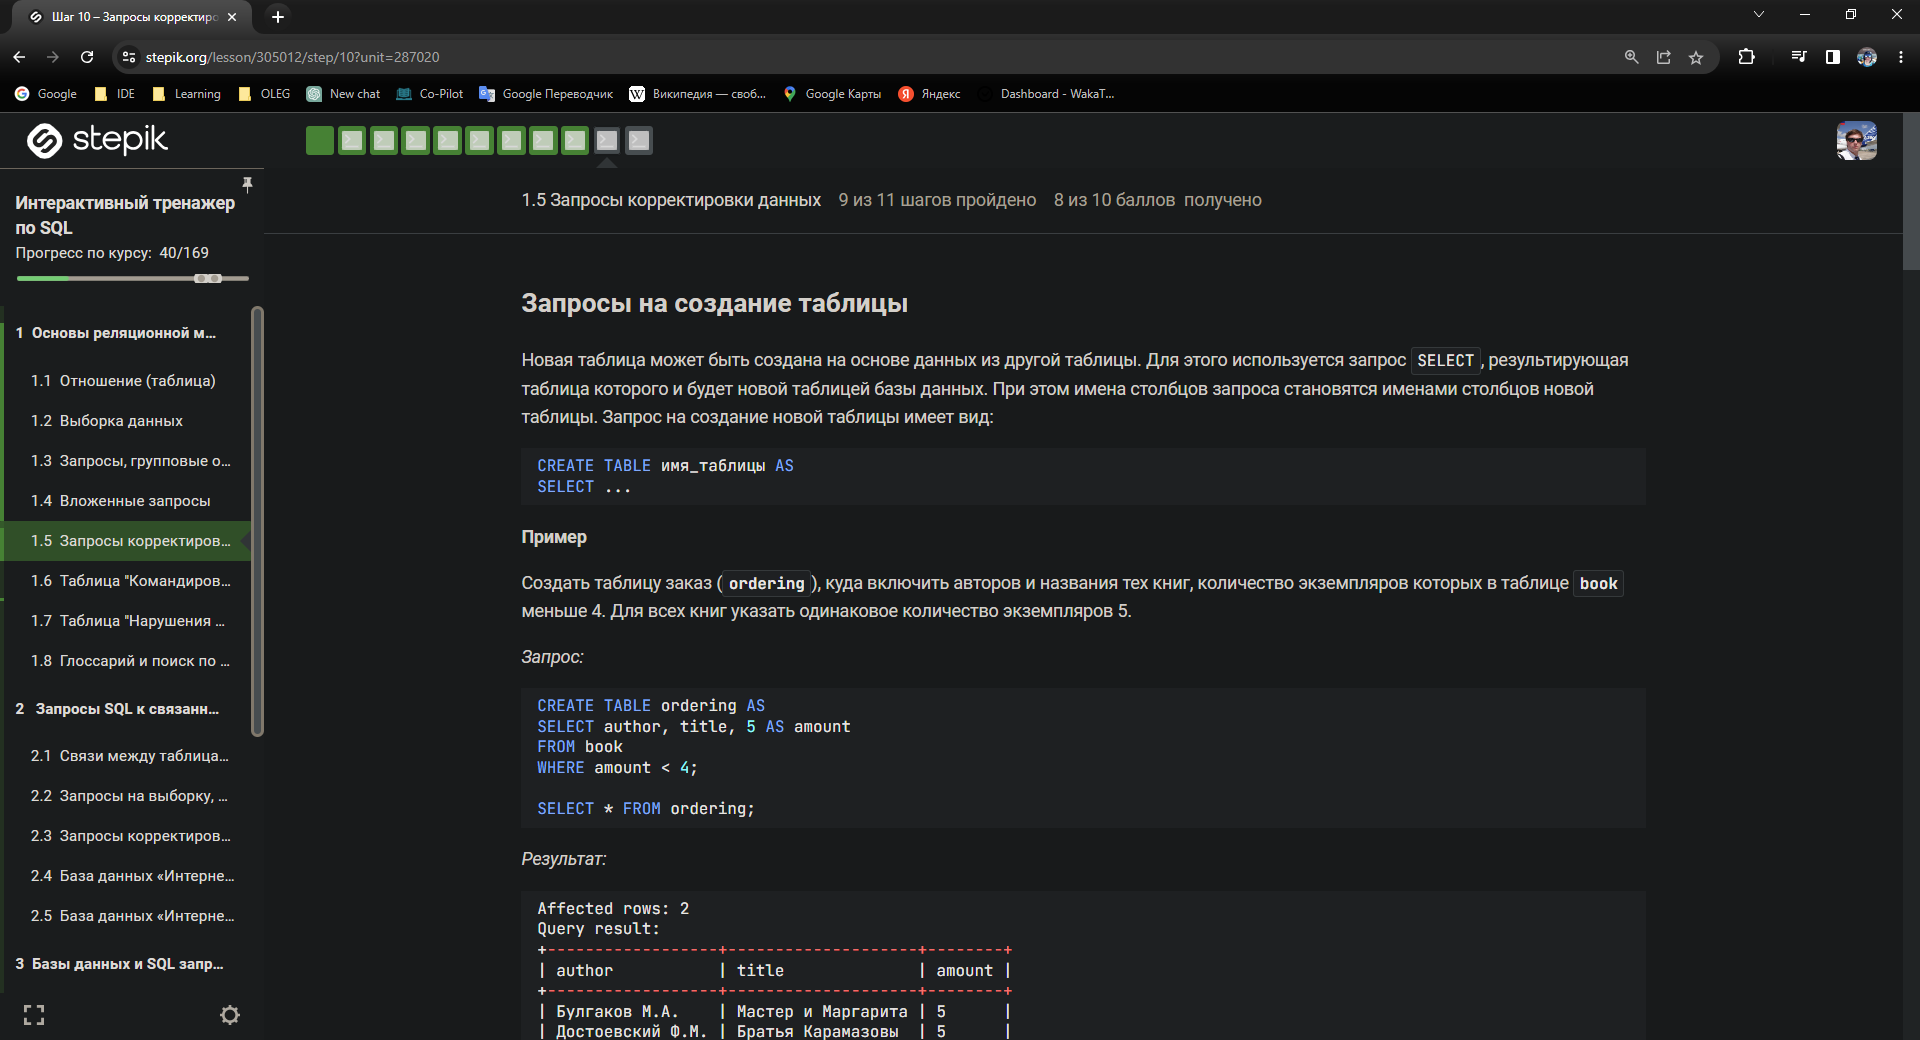 Шаг 10 – Запросы корректиро
stepik.org/lesson/305012/step/10?unit=287020
Google
IDE
Learning
OLEG
New chat
Co-Pilot
Google Переводчик
Википедия — своб...
Google Карты
Яндекс
Dashboard - WakaT...
stepik
Интерактивный тренажер
по SQL
Прогресс по курсу: 40/169
1 Основы реляционной м...
1.1 Отношение (таблица)
1.2 Выборка данных
1.3 Запросы, групповые о...
1.4 Вложенные запросы
1.5 Запросы корректиров...
1.6 Таблица "Командиров...
1.7 Таблица "Нарушения ...
1.8 Глоссарий и поиск по ...
2 Запросы SQL к связанн...
2.1 Связи между таблица...
2.2 Запросы на выборку, ...
2.3 Запросы корректиров...
2.4 База данных «Интерне...
2.5 База данных «Интерне...
3 Базы данных и SQL запр...
1.5 Запросы корректировки данных 9 из 11 шагов пройдено 8 из 10 баллов получено
Запросы на создание таблицы
Новая таблица может быть создана на основе данных из другой таблицы. Для этого используется запрос SELECT, результирующая
таблица которого и будет новой таблицей базы данных. При этом имена столбцов запроса становятся именами столбцов новой
таблицы. Запрос на создание новой таблицы имеет вид:
CREATE TABLE имя_таблицы AS
SELECT ...
Пример
Создать таблицу заказ (ordering), куда включить авторов и названия тех книг, количество экземпляров которых в таблице book
меньше 4. Для всех книг указать одинаковое количество экземпляров 5.
Запрос:
CREATE TABLE ordering AS
SELECT author, title, 5 AS amount
FROM book
WHERE amount < 4;
SELECT * FROM ordering;
Результат:
Affected rows: 2
Query result:
+------------------+---------------------+--------+
| author | title | amount |
+------------------+---------------------+--------+
| Булгаков М.А. | Мастер и Маргарита | 5 |
| Достоевский Ф.М. | Братья Карамазовы | 5 |